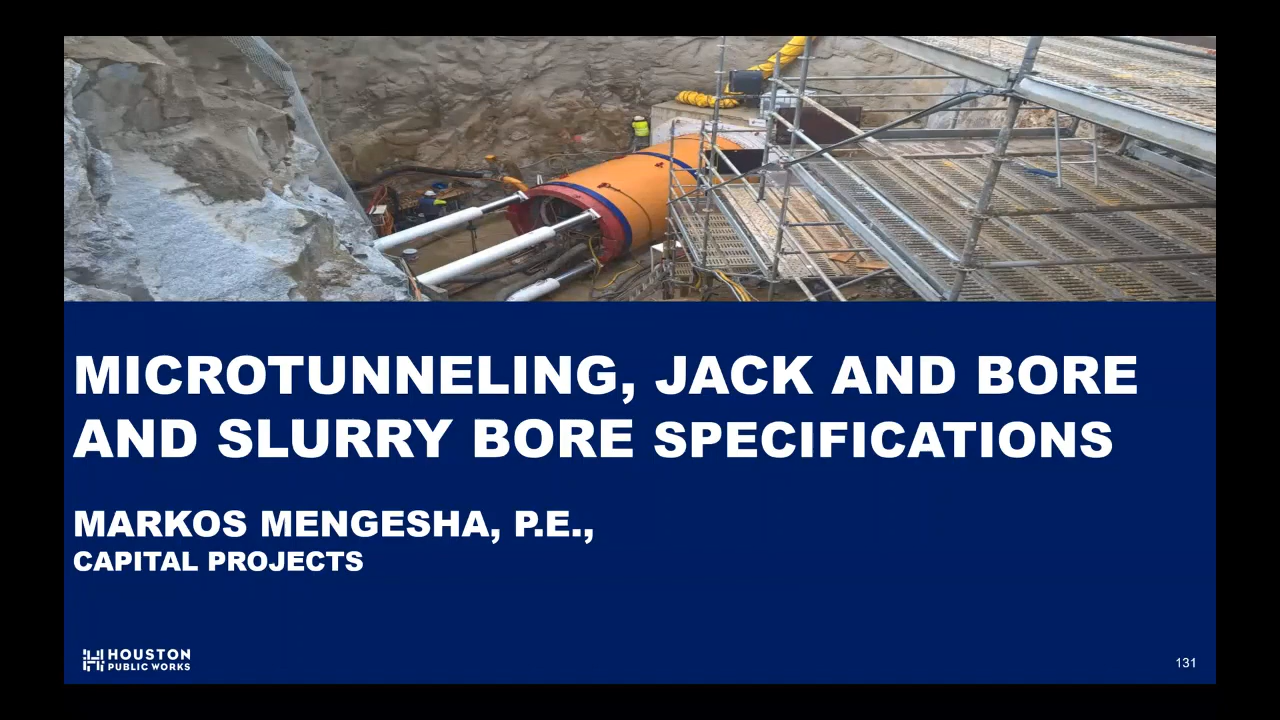 MICROTUNNELING, JACK AND BORE
AND SLURRY BORE SPECIFICATIONS
MARKOS MENGESHA, P.E.,
CAPITAL PROJECTS
HOUSTON
PUBLIC WORKS
131